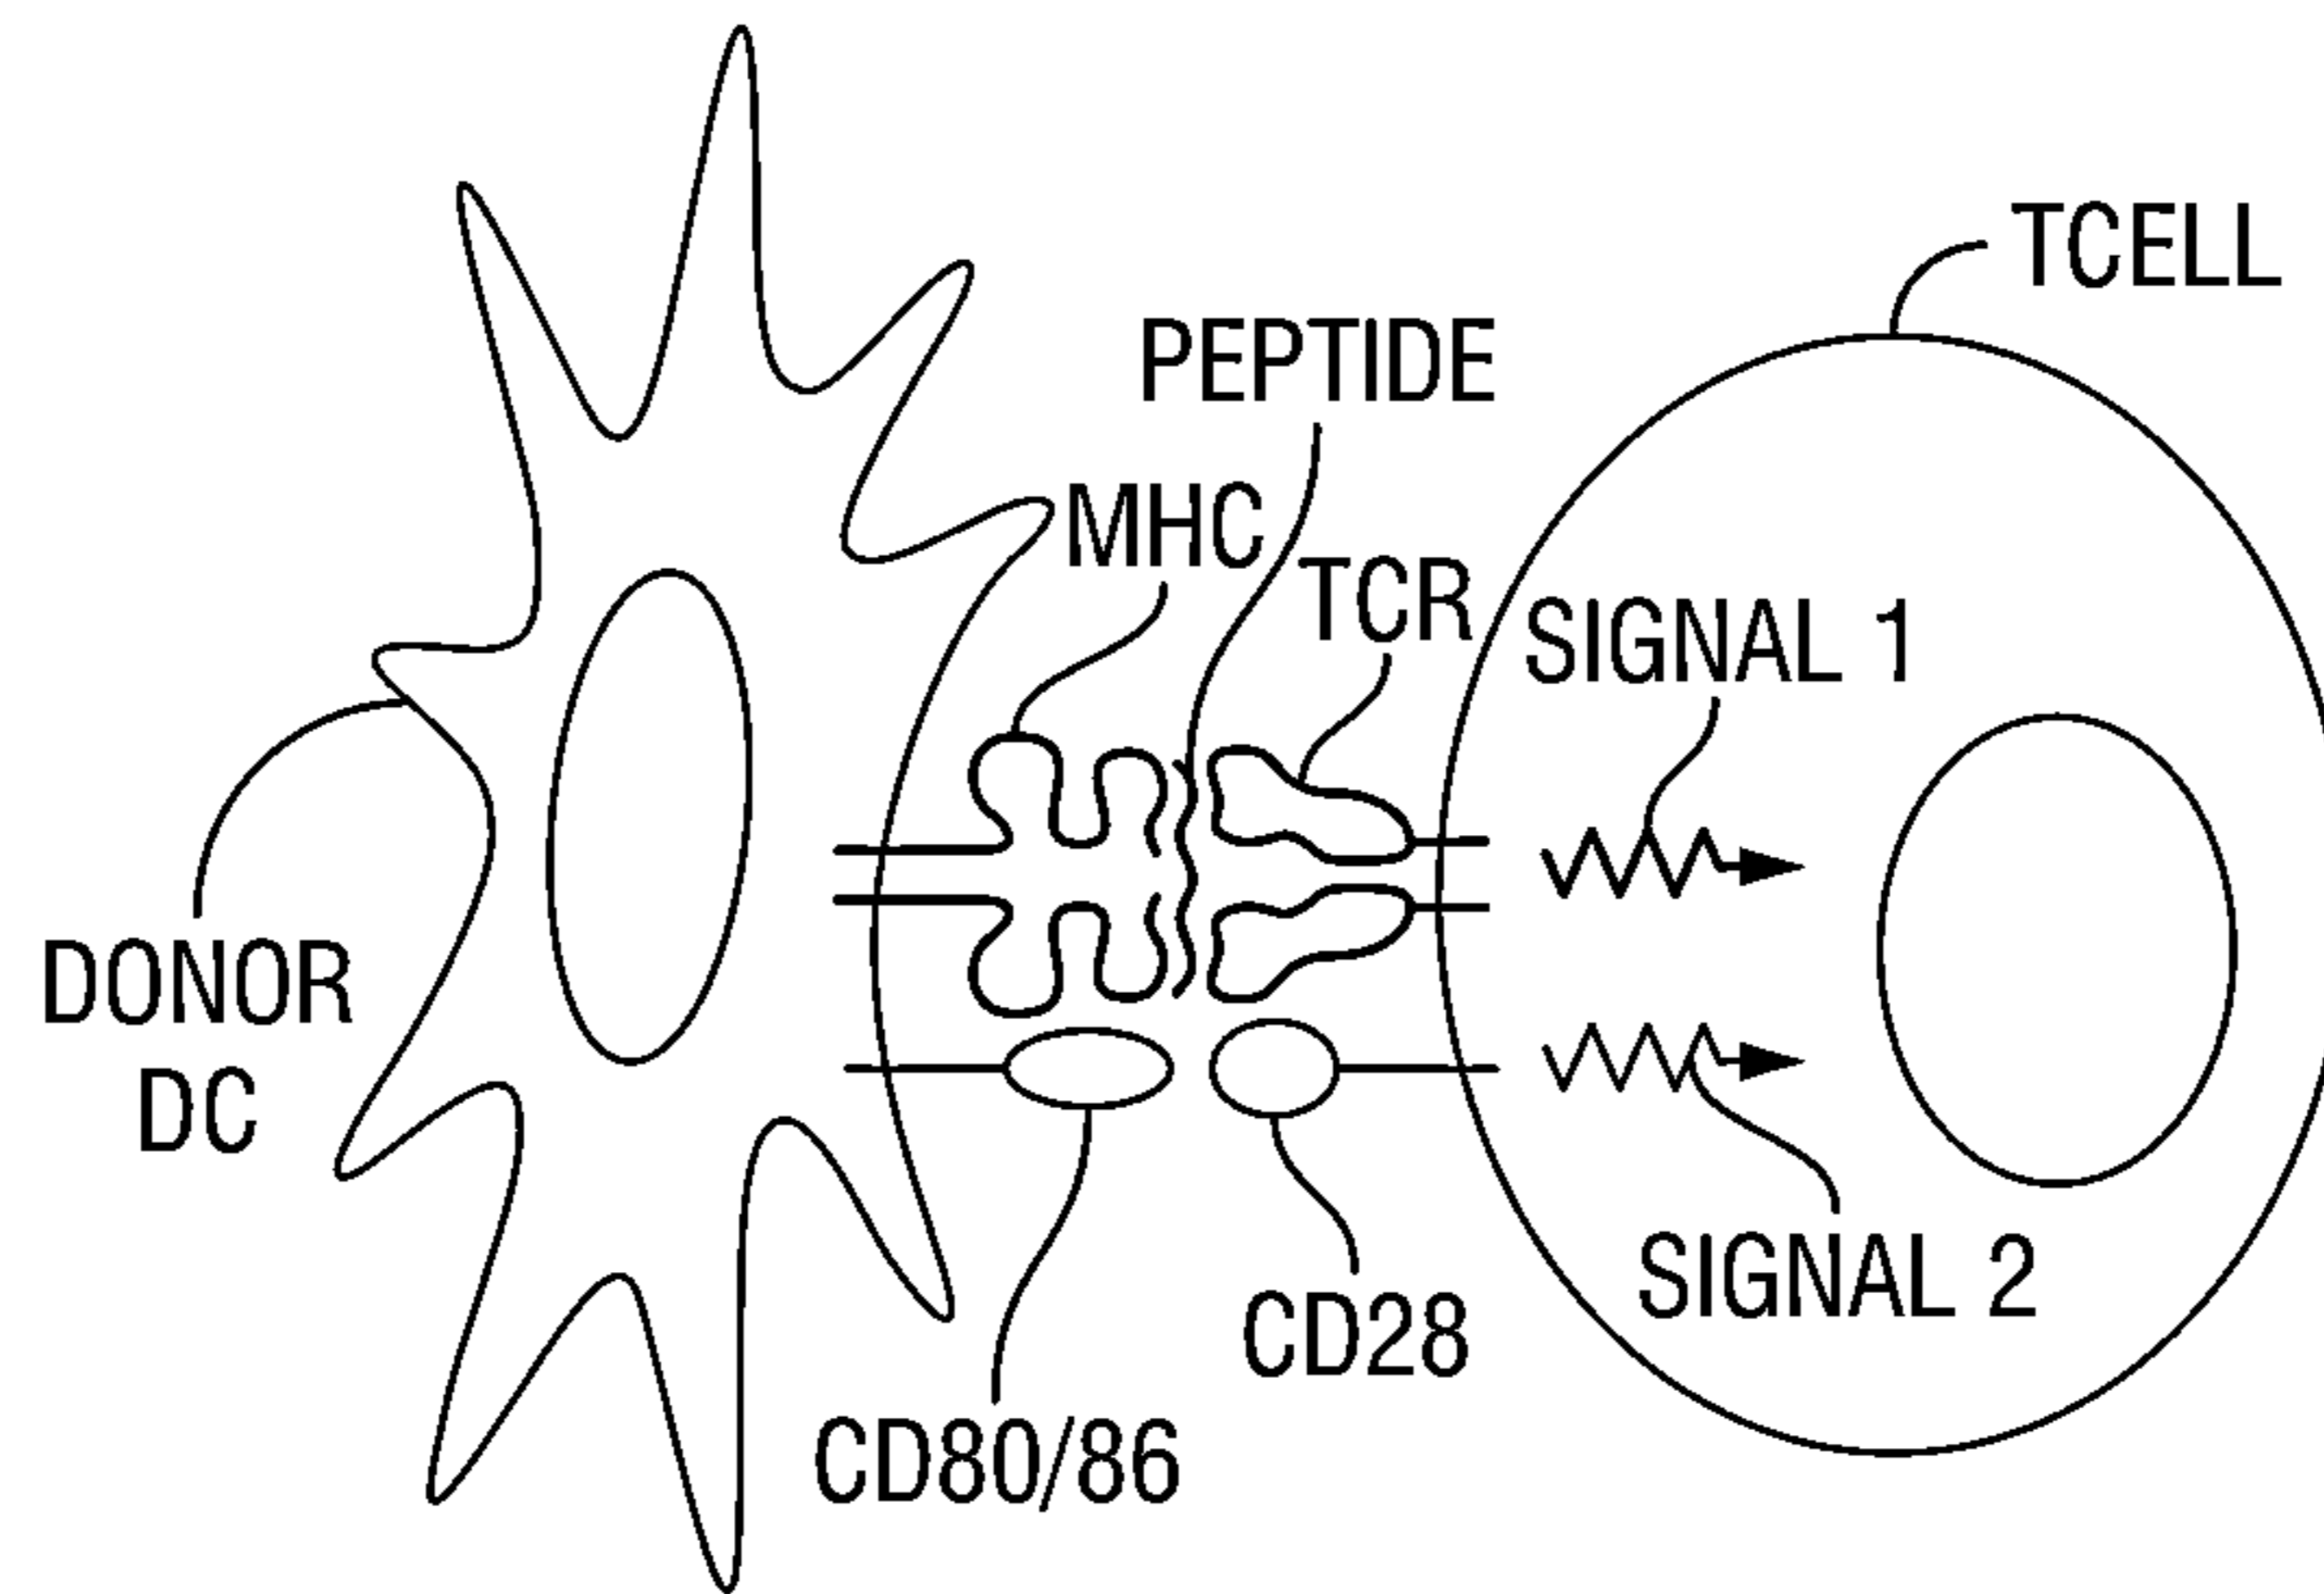 TCELL
PEPTIDE
MHC
TCR
SIGNAL 1
DONOR
DC
SIGNAL 2
CD28
CD80/86